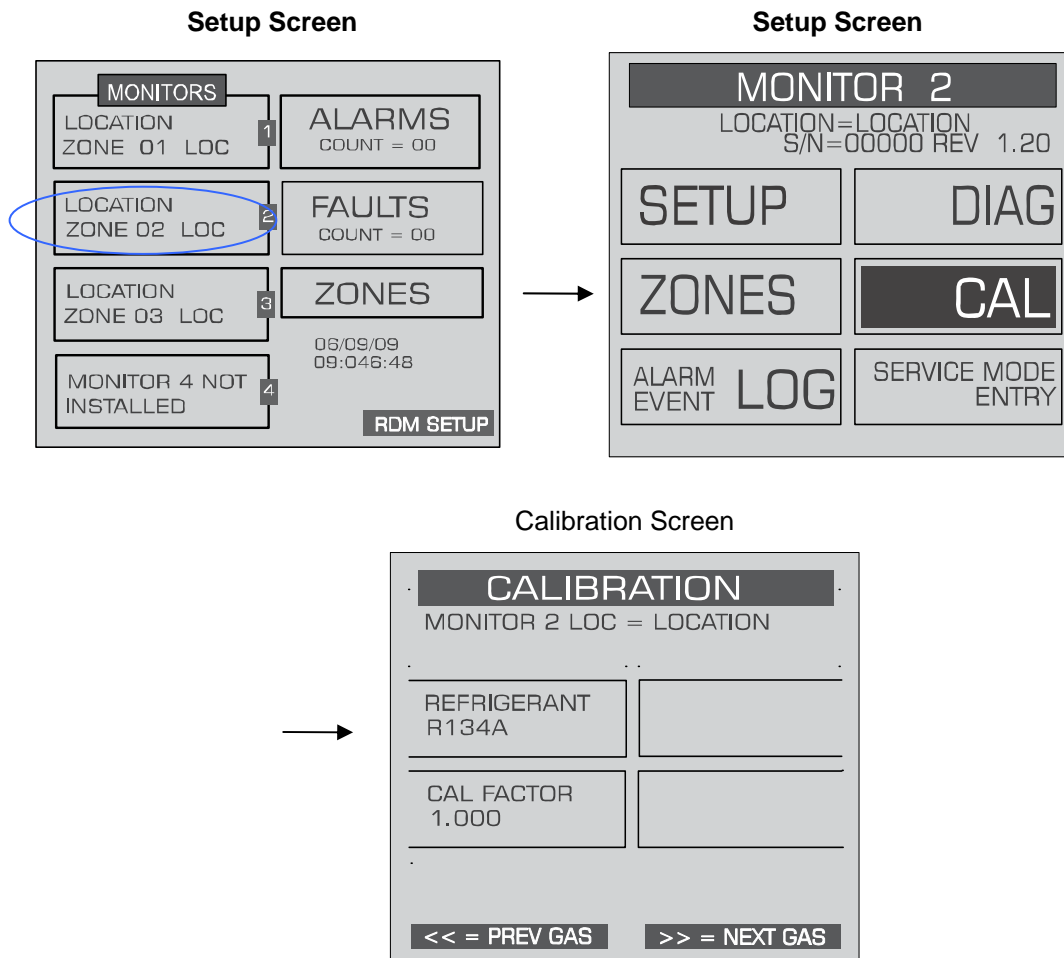 Setup Screen
MONITORS
LOCATION
ZONE 01 LOC
1
ALARMS
COUNT = 00
LOCATION
ZONE 02 LOC
2
FAULTS
COUNT = 00
LOCATION
ZONE 03 LOC
3
ZONES
06/09/09
09:046:48
MONITOR 4 NOT
INSTALLED
4
RDM SETUP
Setup Screen
MONITOR 2
LOCATION=LOCATION
S/N=00000 REV 1.20
SETUP
DIAG
ZONES
CAL
ALARM
EVENT
LOG
SERVICE MODE
ENTRY
Calibration Screen
CALIBRATION
MONITOR 2 LOC = LOCATION
REFRIGERANT
R134A
CAL FACTOR
1.000
<< = PREV GAS
>> = NEXT GAS